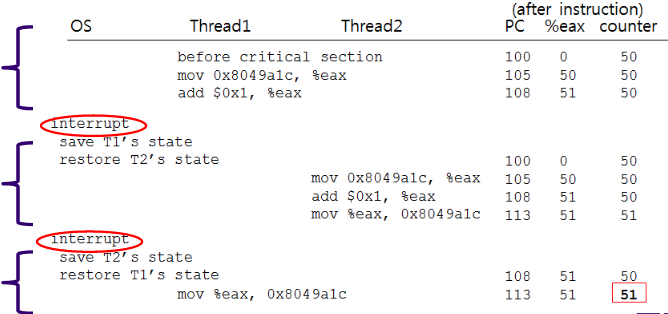 (after instruction)
OS Thread1 Thread2 PC %eax counter
before critical section 100 0 50
mov 0x8049a1c, %eax 105 50 50
add $0x1, %eax 108 51 50
interrupt
save T1's state
restore T2's state 100 0 50
mov 0x8049a1c, %eax 105 50 50
add $0x1, %eax 108 51 50
mov %eax, 0x8049a1c 113 51 51
interrupt
save T2's state
restore T1's state 108 51 50
mov %eax, 0x8049a1c 113 51 51